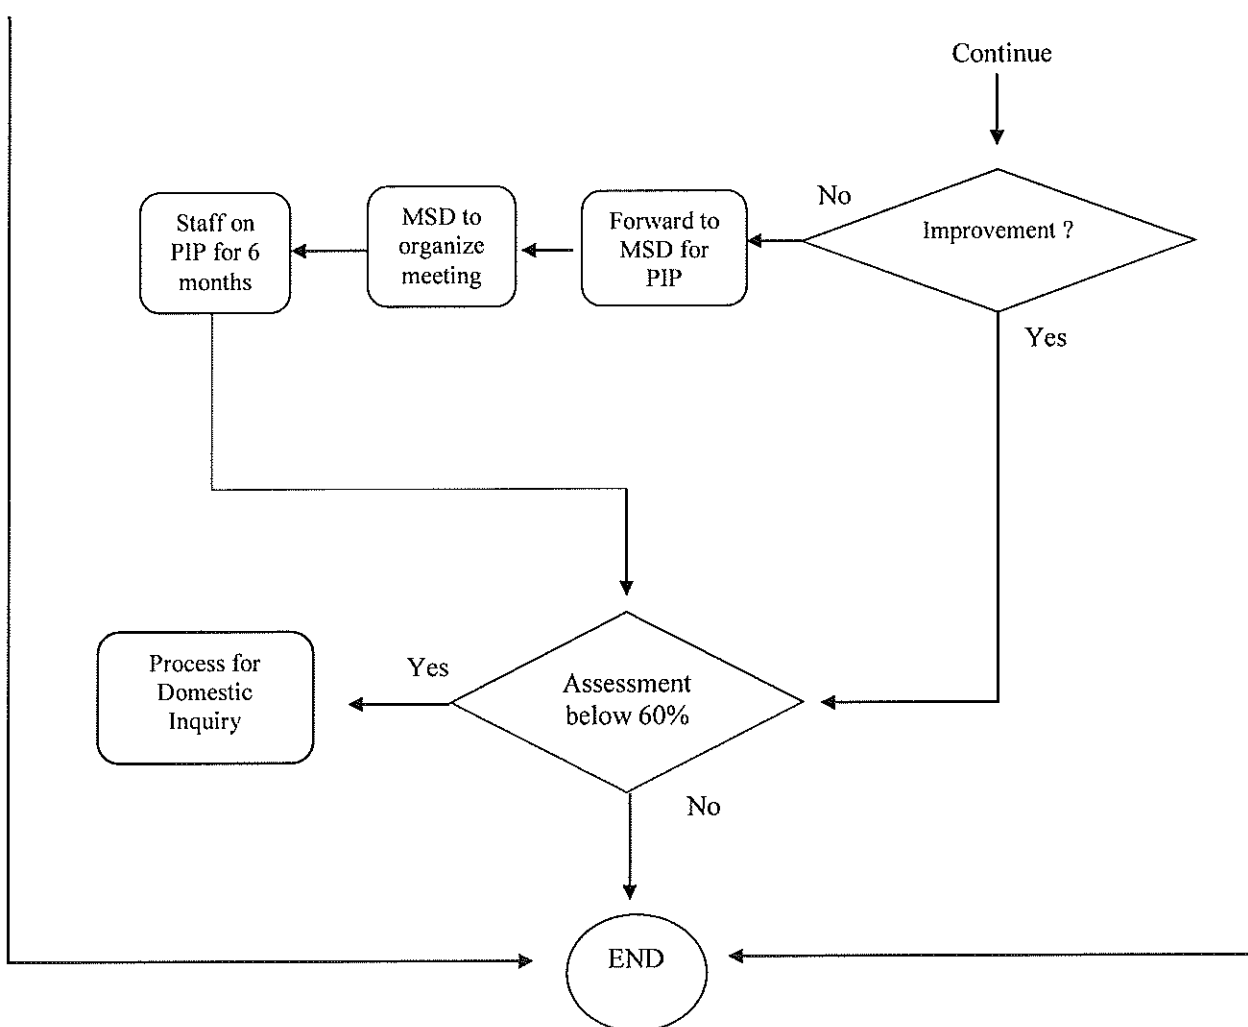 Continue
No
Improvement ?
Staff on
PIP for 6
months
MSD to
organize
meeting
Forward to
MSD for
PIP
Yes
Process for
Domestic
Inquiry
Yes
Assessment
below 60%
No
END